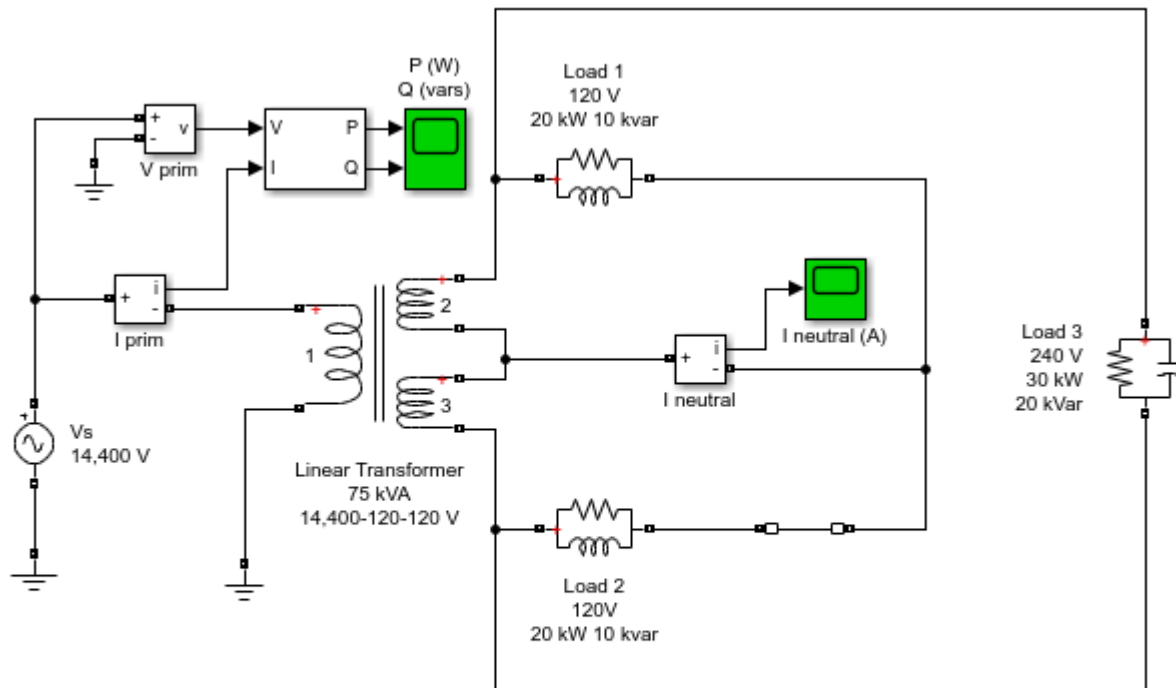 P (W)
Q (vars)
Load 1
120 V
20 kW 10 kvar
+
-
v
V prim
V
I
P
Q
+
i
-
I prim
+
1
+
2
+
3
Linear Transformer
75 kVA
14,400-120-120 V
+
Vs
14,400 V
+
i
-
I neutral
I neutral (A)
+
Load 3
240 V
30 kW
20 kVar
+
+
Load 2
120V
20 kW 10 kvar